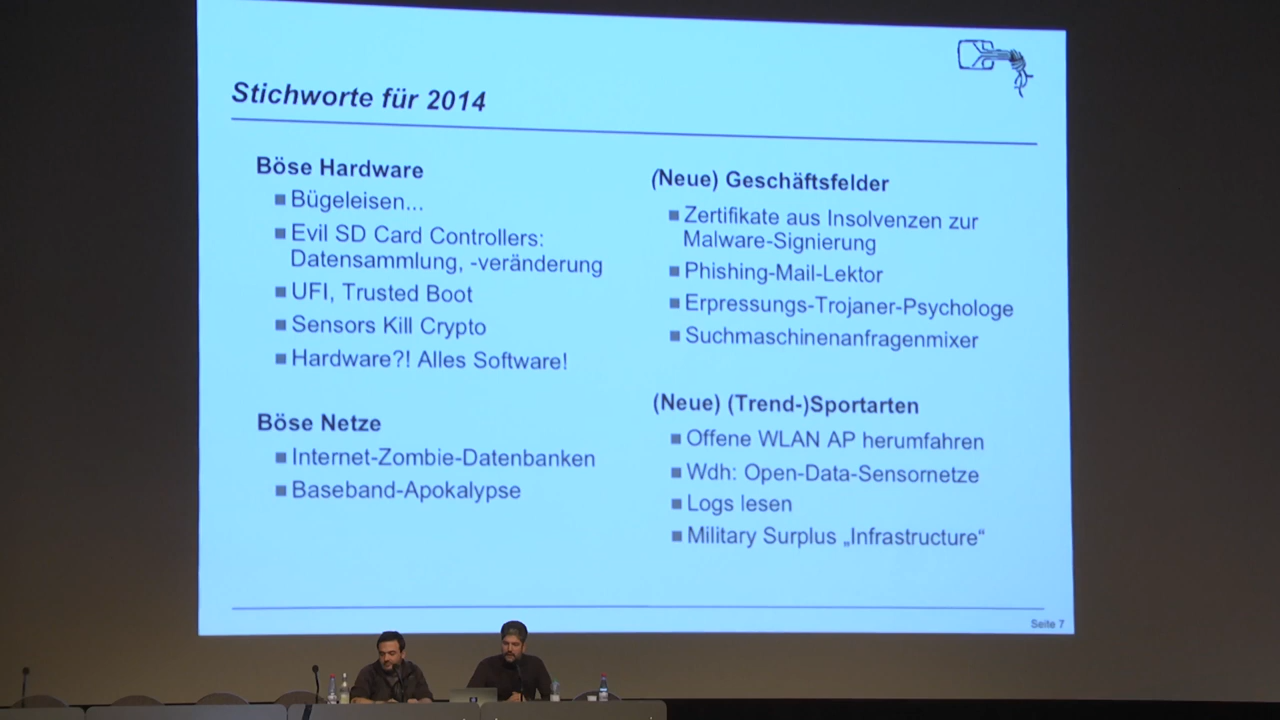 Stichworte für 2014
Böse Hardware
Bügeleisen...
Evil SD Card Controllers:
Datensammlung, -veränderung
UFI, Trusted Boot
Sensors Kill Crypto
Hardware?! Alles Software!
Böse Netze
Internet-Zombie-Datenbanken
Baseband-Apokalypse
(Neue) Geschäftsfelder
Zertifikate aus Insolvenzen zur
Malware-Signierung
Phishing-Mail-Lektor
Erpressungs-Trojaner-Psychologe
Suchmaschinenanfragenmixer
(Neue) (Trend-)Sportarten
Offene WLAN AP herumfahren
Wdh: Open-Data-Sensornetze
Logs lesen
Military Surplus „Infrastructure“
Seite 7